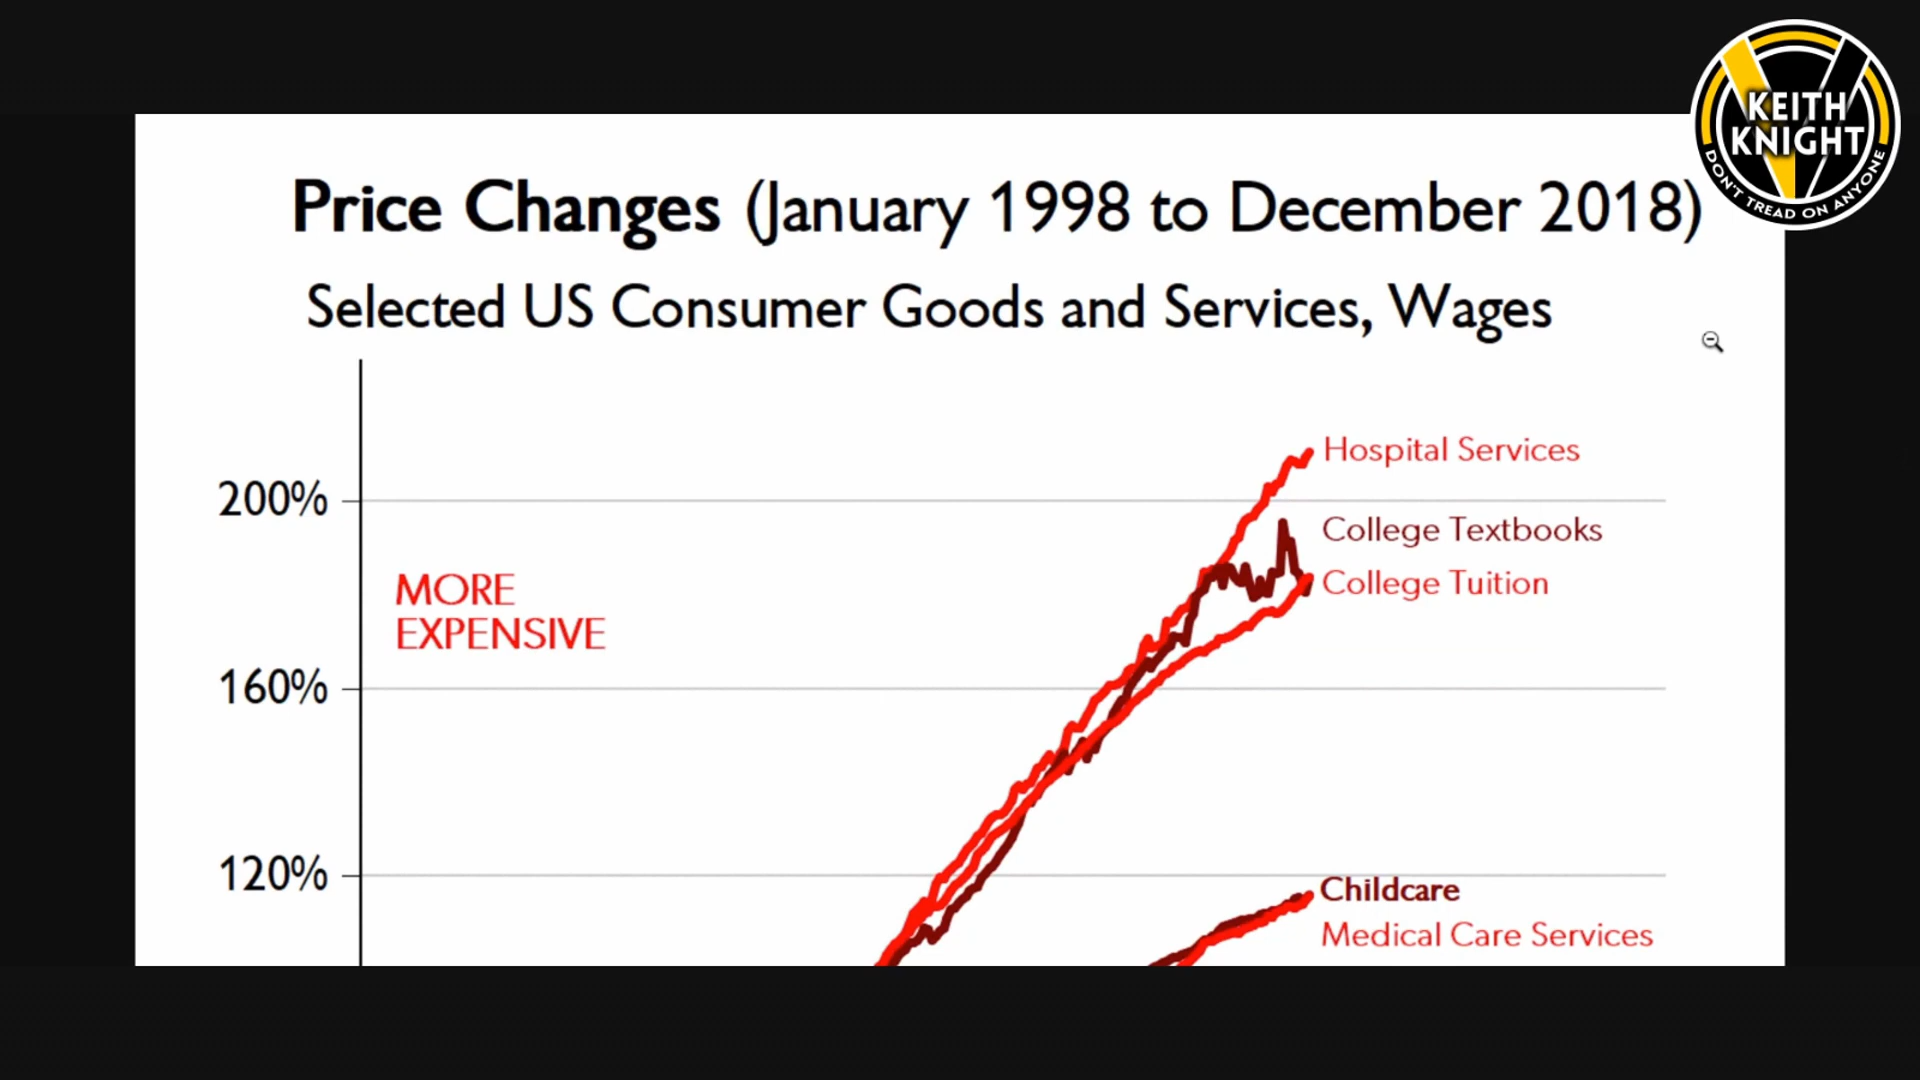 KEITH
KNIGHT
DON'T TREAD ON ANYONE
Price Changes (January 1998 to December 2018)
Selected US Consumer Goods and Services, Wages
Hospital Services
200%
College Textbooks
College Tuition
MORE
EXPENSIVE
160%
120%
Childcare
Medical Care Services